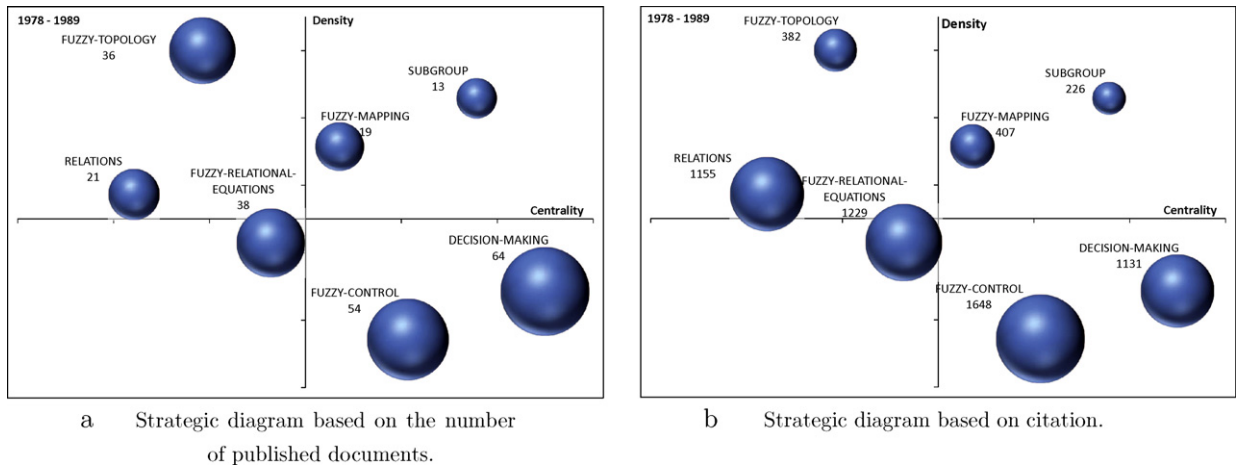 1978 - 1989
Density
FUZZY-TOPOLOGY
36
SUBGROUP
13
FUZZY-MAPPING
19
RELATIONS
21
FUZZY-RELATIONAL-
EQUATIONS
38
Centrality
DECISION-MAKING
64
FUZZY-CONTROL
54
a Strategic diagram based on the number
of published documents.
1978 - 1989
Density
FUZZY-TOPOLOGY
382
SUBGROUP
226
FUZZY-MAPPING
407
RELATIONS
1155
FUZZY-RELATIONAL-
EQUATIONS
1229
Centrality
DECISION-MAKING
1131
FUZZY-CONTROL
1648
b Strategic diagram based on citation.